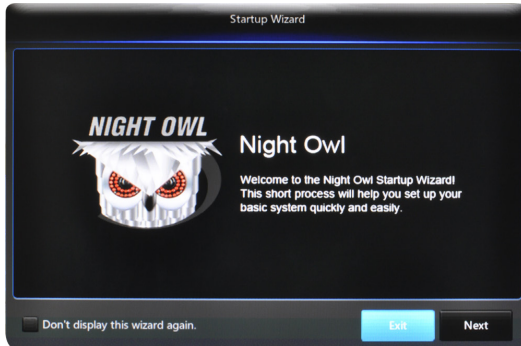 Startup Wizard
NIGHT OWL
Night Owl
Welcome to the Night Owl Startup Wizard!
This short process will help you set up your
basic system quickly and easily.
Don't display this wizard again.
Exit
Next